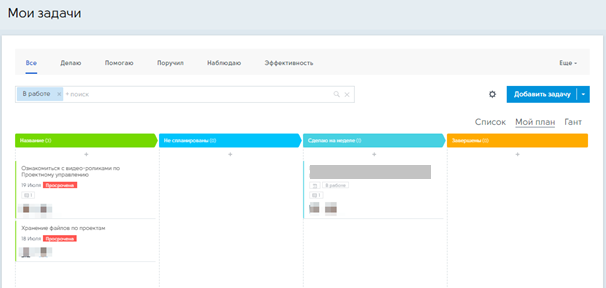 Мои задачи
Все Делаю Помогаю Поручил Наблюдаю Эффективность Еще
В работе × + поиск
Добавить задачу
Список Мой план Гант
Не спланированы (0) Сделаю на неделе (1) Завершены (0)
+ + + +
Ознакомиться с видео-роликами по
Проектному управлению
19 Июля Просрочена
1
В работе..
1
Хранение файлов по проектам
18 Июля Просрочена